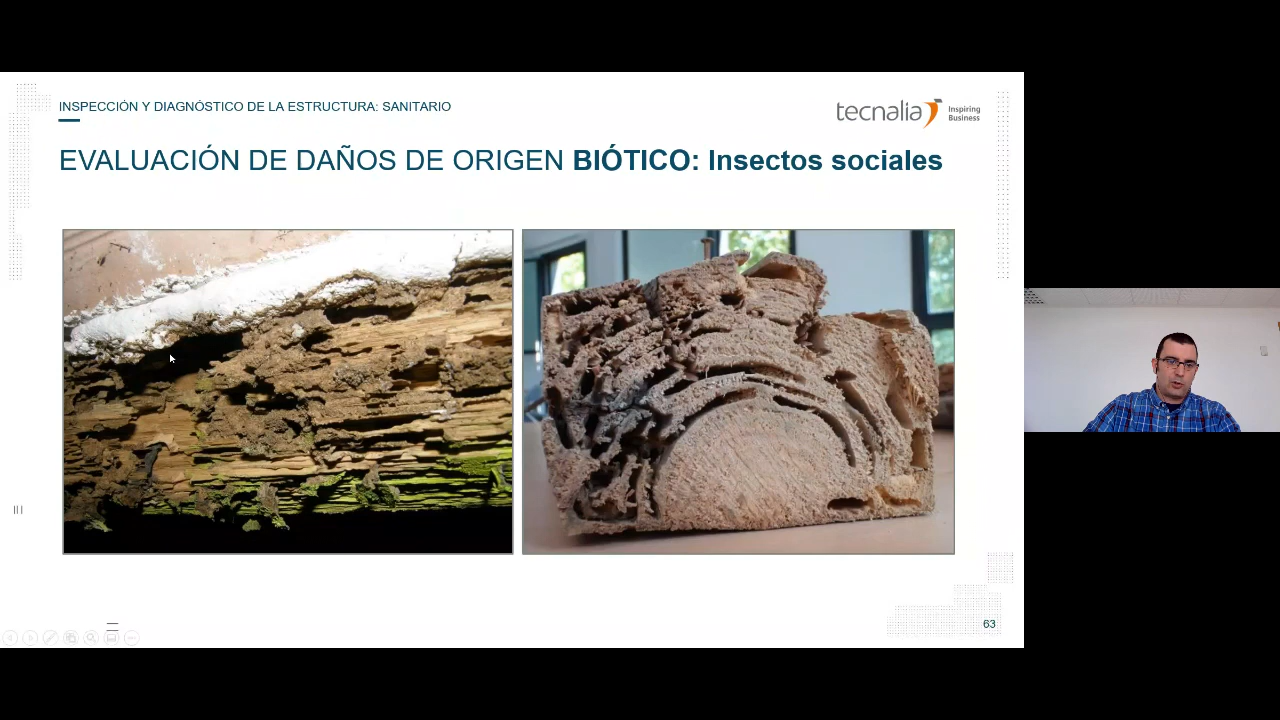 INSPECCIÓN Y DIAGNÓSTICO DE LA ESTRUCTURA: SANITARIO
tecnalia Inspiring
Business
EVALUACIÓN DE DAÑOS DE ORIGEN BIÓTICO: Insectos sociales
63